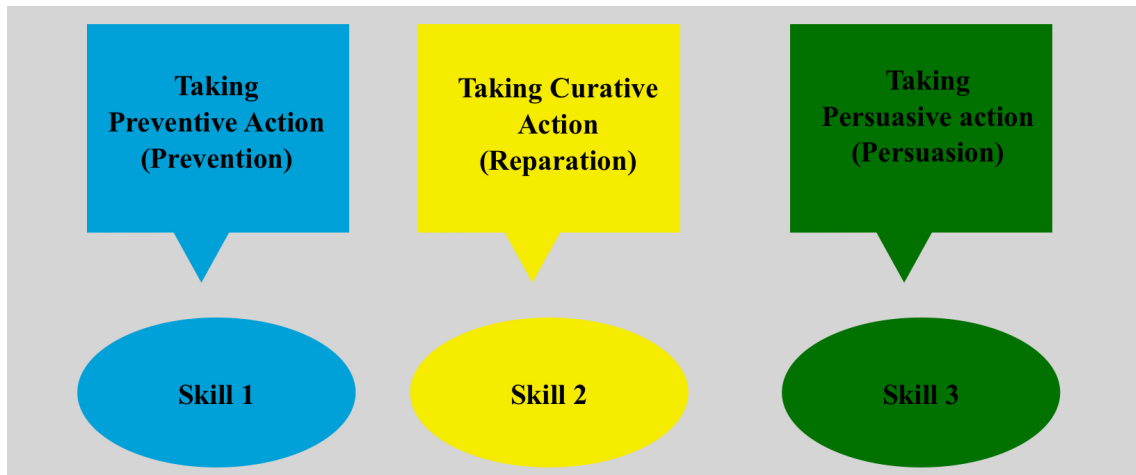 Taking
Preventive Action
(Prevention)
Taking Curative
Action
(Reparation)
Taking
Persuasive action
(Persuasion)
Skill 1
Skill 2
Skill 3